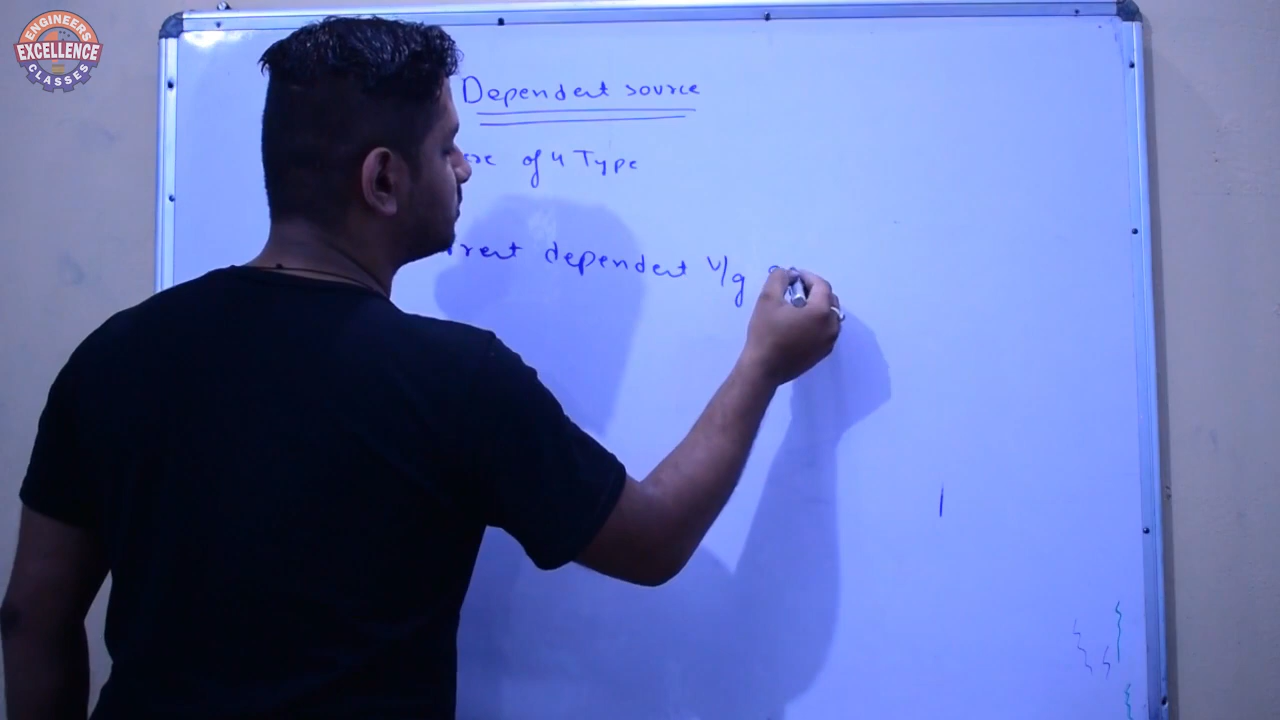 ENGINEERS
EXCELLENCE
CLASSES
Dependent source
of 4 Type
dependent v/g